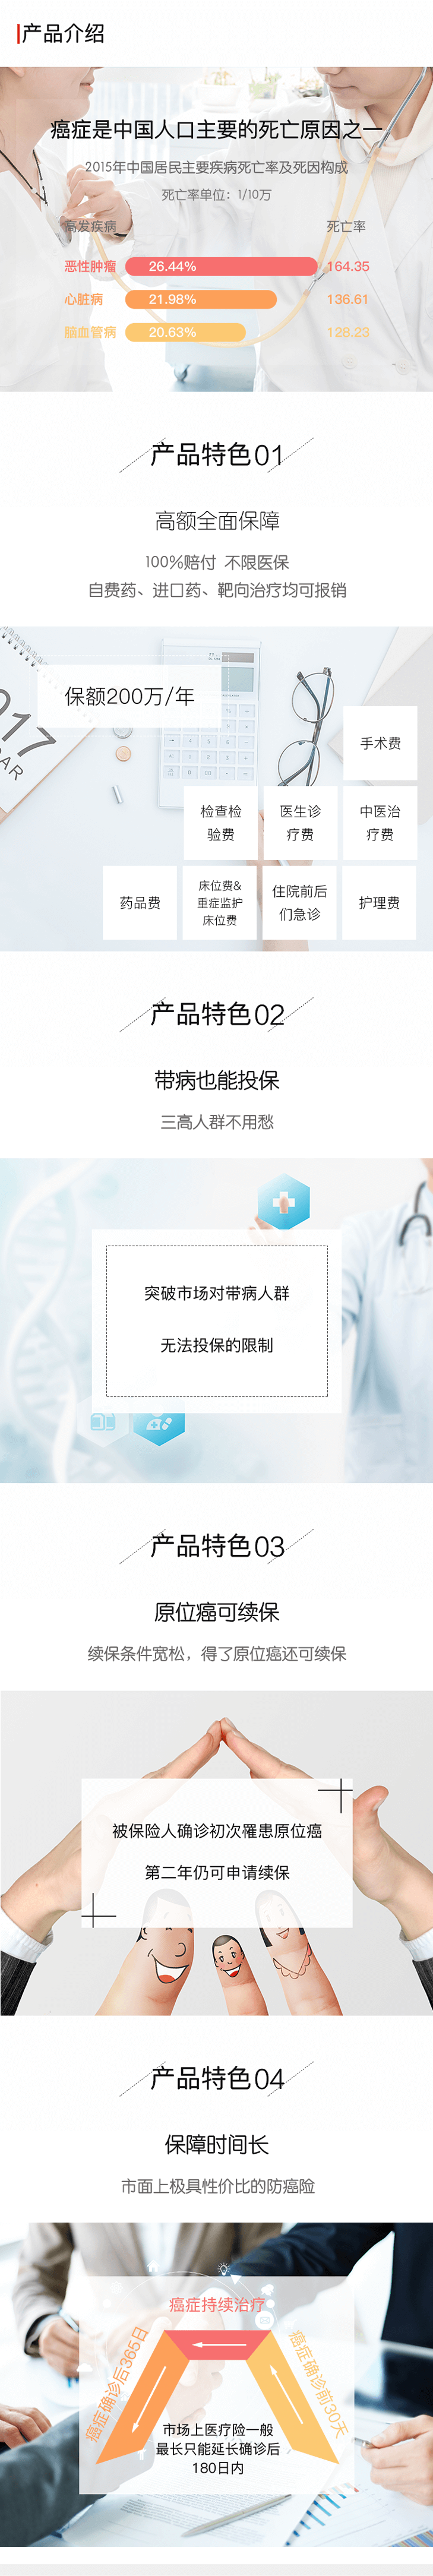 产品介绍
癌症是中国人口主要的死亡原因之一
2015年中国居民主要疾病死亡率及死因构成
死亡率单位：1/10万
高发疾病 死亡率
恶性肿瘤 26.44% 164.35
心脏病 21.98% 136.61
脑血管病 20.63% 128.23
产品特色01
高额全面保障
100%赔付 不限医保
自费药、进口药、靶向治疗均可报销
2017
保额200万/年
手术费
检查检
验费
医生诊
疗费
中医治
疗费
药品费
床位费&
重症监护
床位费
住院前后
们急诊
护理费
产品特色02
带病也能投保
三高人群不用愁
突破市场对带病人群
无法投保的限制
产品特色03
原位癌可续保
续保条件宽松，得了原位癌还可续保
被保险人确诊初次罹患原位癌
第二年仍可申请续保
产品特色04
保障时间长
市面上极具性价比的防癌险
癌症持续治疗
癌症确诊后365日
癌症确诊前30天
市场上医疗险一般
最长只能延长确诊后
180日内